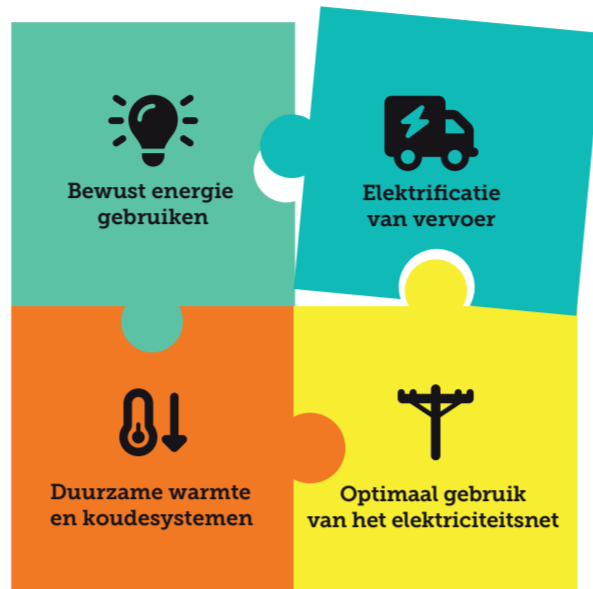 Bewust energie
gebruiken
Elektrificatie
van vervoer
Duurzame warmte
en koudesystemen
Optimaal gebruik
van het elektriciteitsnet